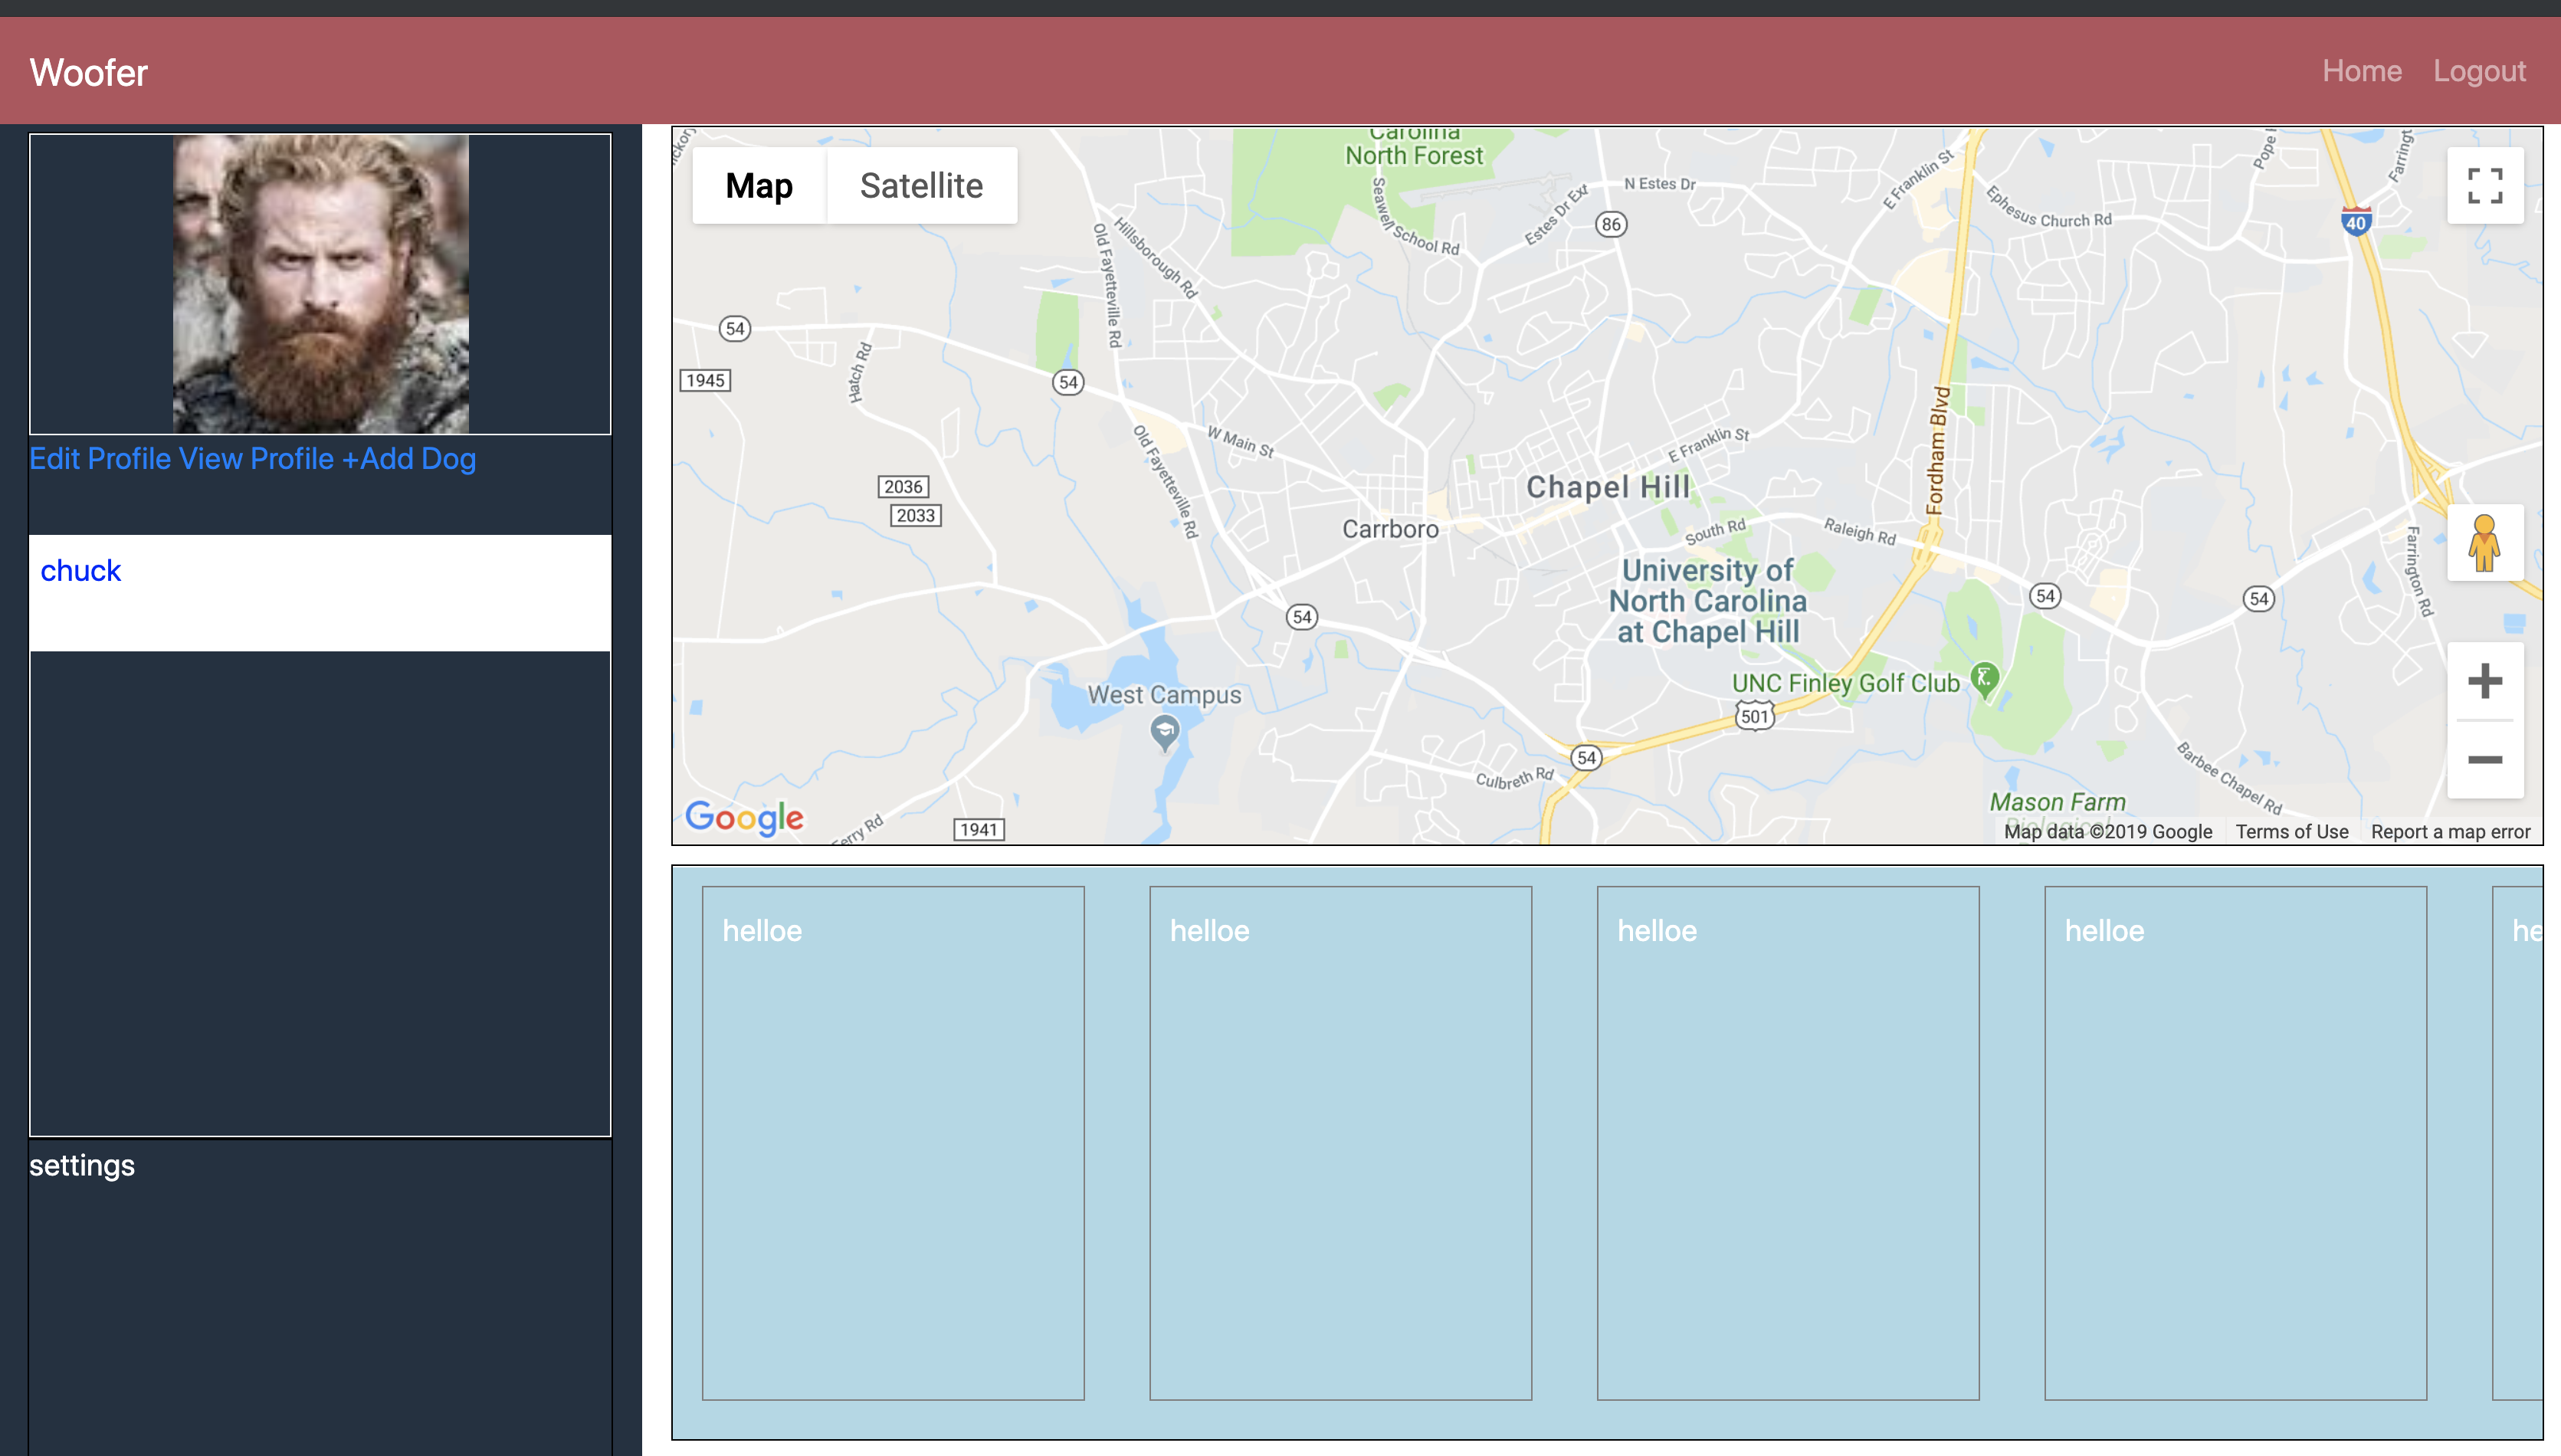 Woofer
Home Logout
Edit Profile View Profile +Add Dog
chuck
settings
Map Satellite
Carolina
North Forest
Seawell School Rd
Estes Dr Ext
N Estes Dr
86
E Franklin St
Ephesus Church Rd
Pope
Farringt
40
Hillsborough Rd
Old Fayetteville Rd
54
1945
Hatch Rd
54
Old Fayetteville Rd
W Main St
E Franklin St
Fordham Blvd
2036
2033
Chapel Hill
Carrboro
South Rd
Raleigh Rd
University of
North Carolina
at Chapel Hill
54
54
54
Farrington Rd
West Campus
UNC Finley Golf Club
501
54
Culbreth Rd
Barbee Chapel Rd
Mason Farm
Biological
Ferry Rd
1941
Google
Map data ©2019 Google Terms of Use Report a map error
helloe helloe helloe helloe he